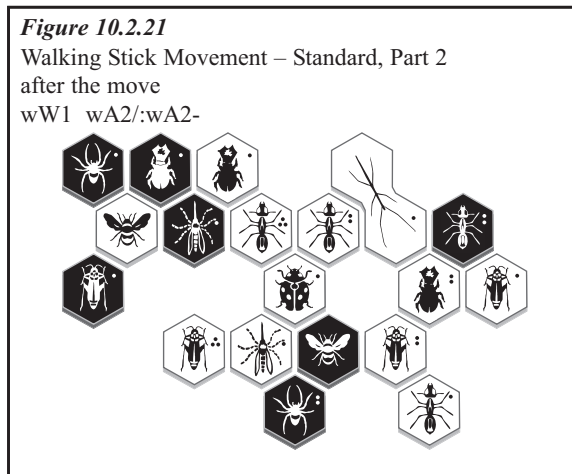 Figure 10.2.21
Walking Stick Movement – Standard, Part 2
after the move
wW1  wA2/:wA2-